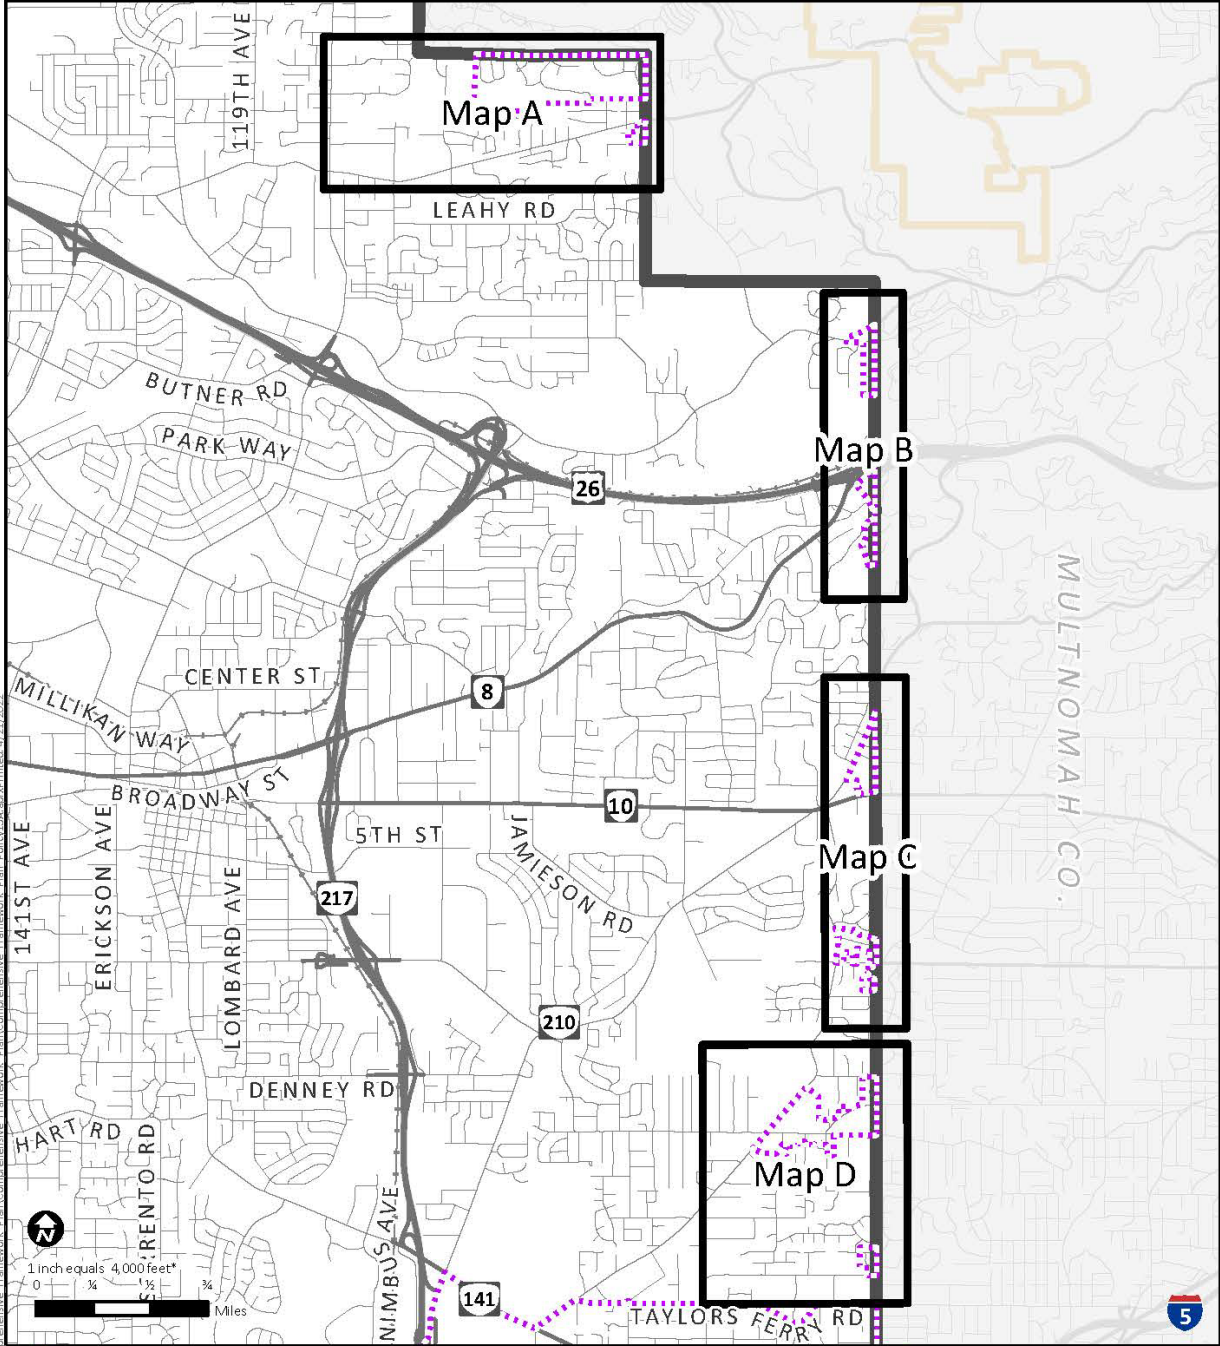 119TH AVE
Map A
LEAHY RD
BUTNER RD
PARK WAY
Map B
26
MULTNOMAH CO.
CENTER ST
8
MILLIKAN WAY
BROADWAY ST
10
5TH ST
JAMIESON RD
Map C
141ST AVE
ERICKSON AVE
LOMBARD AVE
217
210
DENNEY RD
HART RD
RENTO RD
NIMBUS AVE
Map D
N
1 inch equals 4,000 feet*
0 ¼ ½ ¾
Miles
141
TAYLORS FERRY RD
5